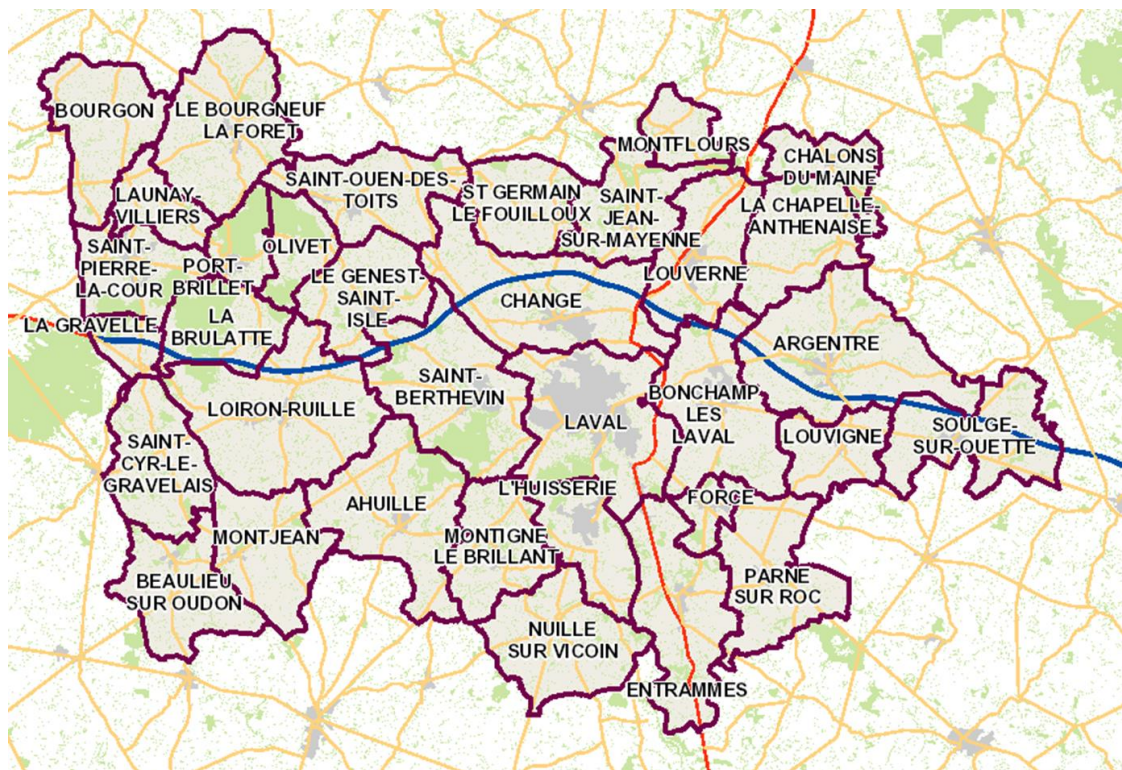 BOURGON
LE BOURGNEUF
LA FORET
MONTFLOURS
CHALONS
DU MAINE
LAUNAY-
VILLIERS
SAINT-OUEN-DES-
TOITS
ST GERMAIN
LE FOUILLOUX
SAINT-
JEAN-
SUR-MAYENNE
LA CHAPELLE-
ANTHENAISE
SAINT-
PIERRE-
LA-COUR
PORT-
BRILLET
OLIVET
LE GENEST-
SAINT-
ISLE
LOUVERNE
CHANGE
LA GRAVELLE
LA
BRULATTE
ARGENTRE
SAINT-
BERTHEVIN
LOIRON-RUILLE
LAVAL
BONCHAMP
LES
LAVAL
LOUVIGNE
SOULGE-
SUR-OUETTE
SAINT-
CYR-LE-
GRAVELAIS
AHUILLE
L'HUISSERIE
FORCE
MONTJEAN
MONTIGNE
LE BRILLANT
BEAULIEU
SUR OUDON
PARNE
SUR ROC
NUILLE
SUR VICOIN
ENTRAMMES